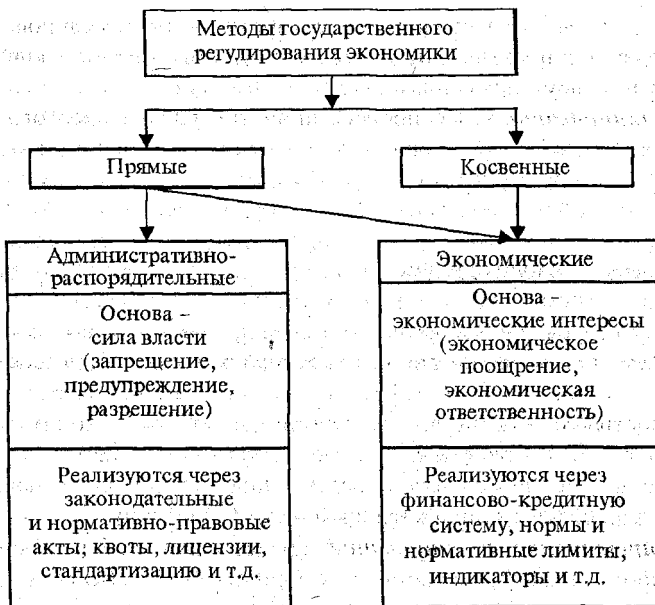 Методы государственного
регулирования экономики
Прямые
Косвенные
Административно-
распорядительные
Основа –
сила власти
(запрещение,
предупреждение,
разрешение)
Реализуются через
законодательные
и нормативно-правовые
акты, квоты, лицензии,
стандартизацию и т.д.
Экономические
Основа –
экономические интересы
(экономическое
поощрение,
экономическая
ответственность)
Реализуются через
финансово-кредитную
систему, нормы и
нормативные лимиты,
индикаторы и т.д.